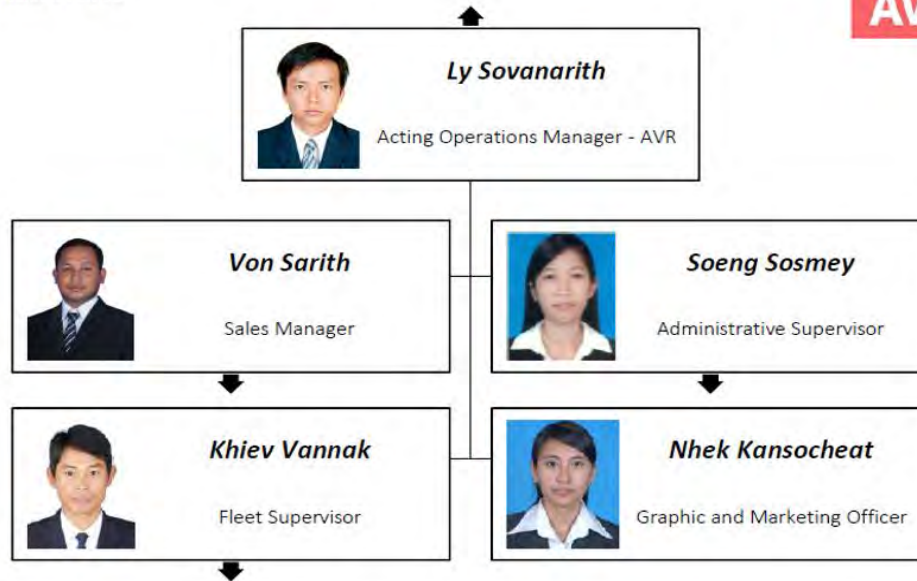 Ly Sovanarith
Acting Operations Manager - AVR
Von Sarith
Sales Manager
Soeng Sosmey
Administrative Supervisor
Khiev Vannak
Fleet Supervisor
Nhek Kansocheat
Graphic and Marketing Officer